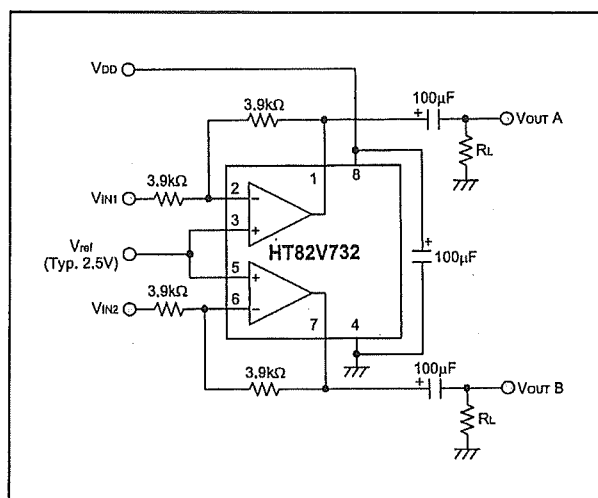 VDD
3.9kΩ
100μF
VOUT A
RL
1
8
3.9kΩ
VIN1
2
−
3
+
Vref
(Typ. 2.5V)
HT82V732
+
100μF
5
+
3.9kΩ
VIN2
6
−
7
4
3.9kΩ
100μF
+
VOUT B
RL